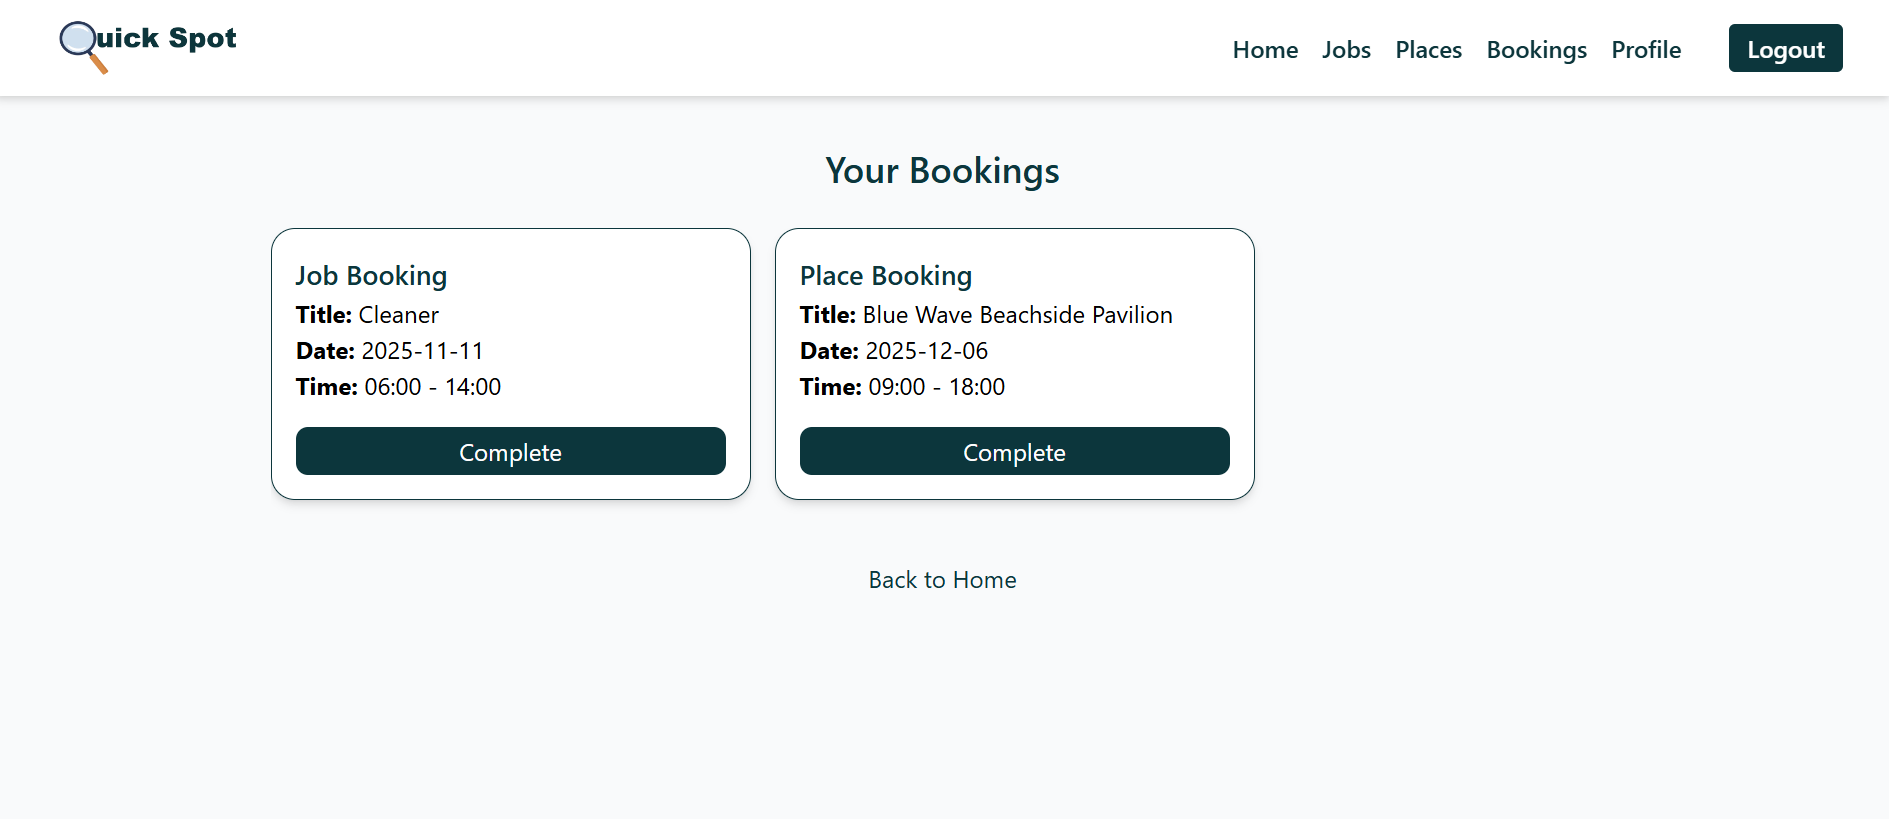 Quick Spot
Home Jobs Places Bookings Profile Logout
Your Bookings
Job Booking
Title: Cleaner
Date: 2025-11-11
Time: 06:00 - 14:00
Complete
Place Booking
Title: Blue Wave Beachside Pavilion
Date: 2025-12-06
Time: 09:00 - 18:00
Complete
Back to Home